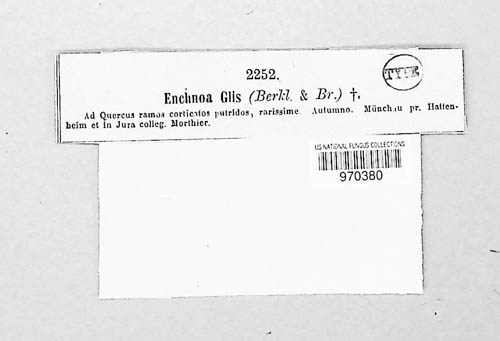 2252.
TYPE
Enchnoa Glis (Berkl. & Br.) †.
Ad Quercus ramos corticatos putridos, rarissime. Autumno. Münchau pr. Hatten-
heim et in Jura colleg. Morthier.
US NATIONAL FUNGUS COLLECTIONS
970380